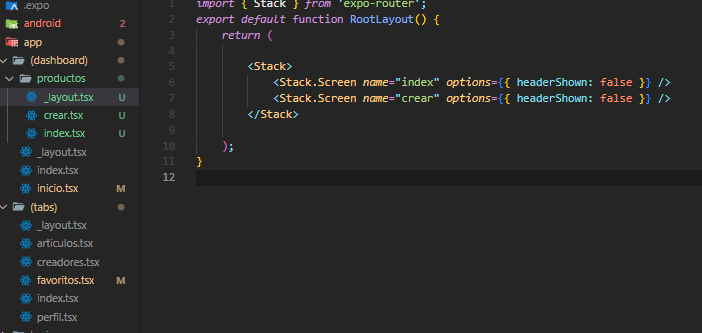 .expo
android 2
app
(dashboard)
productos
_layout.tsx U
crear.tsx U
index.tsx U
_layout.tsx
index.tsx
inicio.tsx M
(tabs)
_layout.tsx
articulos.tsx
creadores.tsx
favoritos.tsx M
index.tsx
perfil.tsx
1 import { Stack } from 'expo-router';
2 export default function RootLayout() {
3 return (
4
5 <Stack>
6 <Stack.Screen name="index" options={{ headerShown: false }} />
7 <Stack.Screen name="crear" options={{ headerShown: false }} />
8 </Stack>
9
10 );
11 }
12